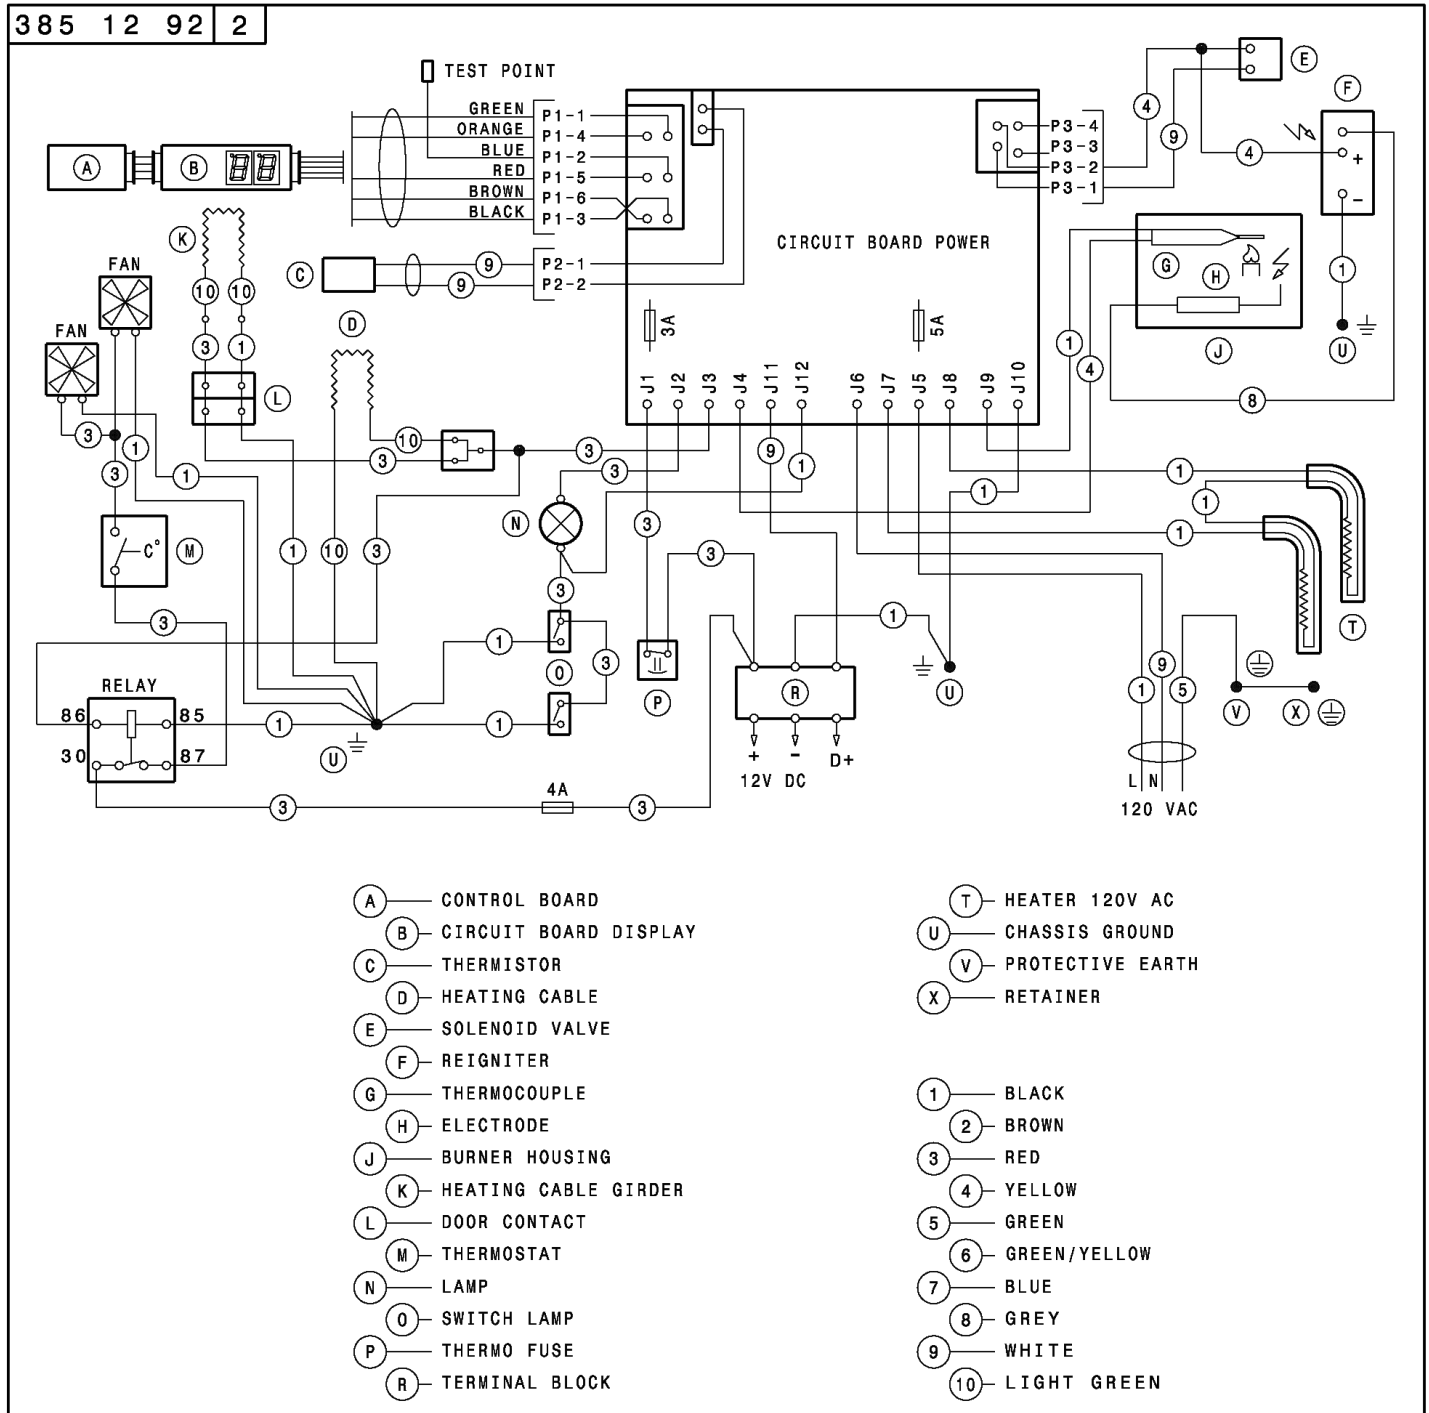 385 12 92 2
TEST POINT
GREEN P1-1
ORANGE P1-4
BLUE P1-2
RED P1-5
BROWN P1-6
BLACK P1-3
A
B
P3-4
P3-3
P3-2
P3-1
4
9
E
F
4
+
-
1
U
K
C
9
9
P2-1
P2-2
CIRCUIT BOARD POWER
G
H
J
8
FAN
FAN
10
10
3
1
L
D
3A
5A
J1
J2
J3
J4
J11
J12
J6
J7
J5
J8
J9
J10
1
4
3
1
3
1
10
3
3
3
9
1
1
1
1
1
T
C°
M
N
3
3
1
10
3
3
3
3
1
O
3
1
P
R
1
U
+
-
D+
12V DC
1
9
5
V
X
L N
120 VAC
RELAY
86
85
30
87
1
U
3
4A
3
A CONTROL BOARD
B CIRCUIT BOARD DISPLAY
C THERMISTOR
D HEATING CABLE
E SOLENOID VALVE
F REIGNITER
G THERMOCOUPLE
H ELECTRODE
J BURNER HOUSING
K HEATING CABLE GIRDER
L DOOR CONTACT
M THERMOSTAT
N LAMP
O SWITCH LAMP
P THERMO FUSE
R TERMINAL BLOCK
T HEATER 120V AC
U CHASSIS GROUND
V PROTECTIVE EARTH
X RETAINER
1 BLACK
2 BROWN
3 RED
4 YELLOW
5 GREEN
6 GREEN/YELLOW
7 BLUE
8 GREY
9 WHITE
10 LIGHT GREEN